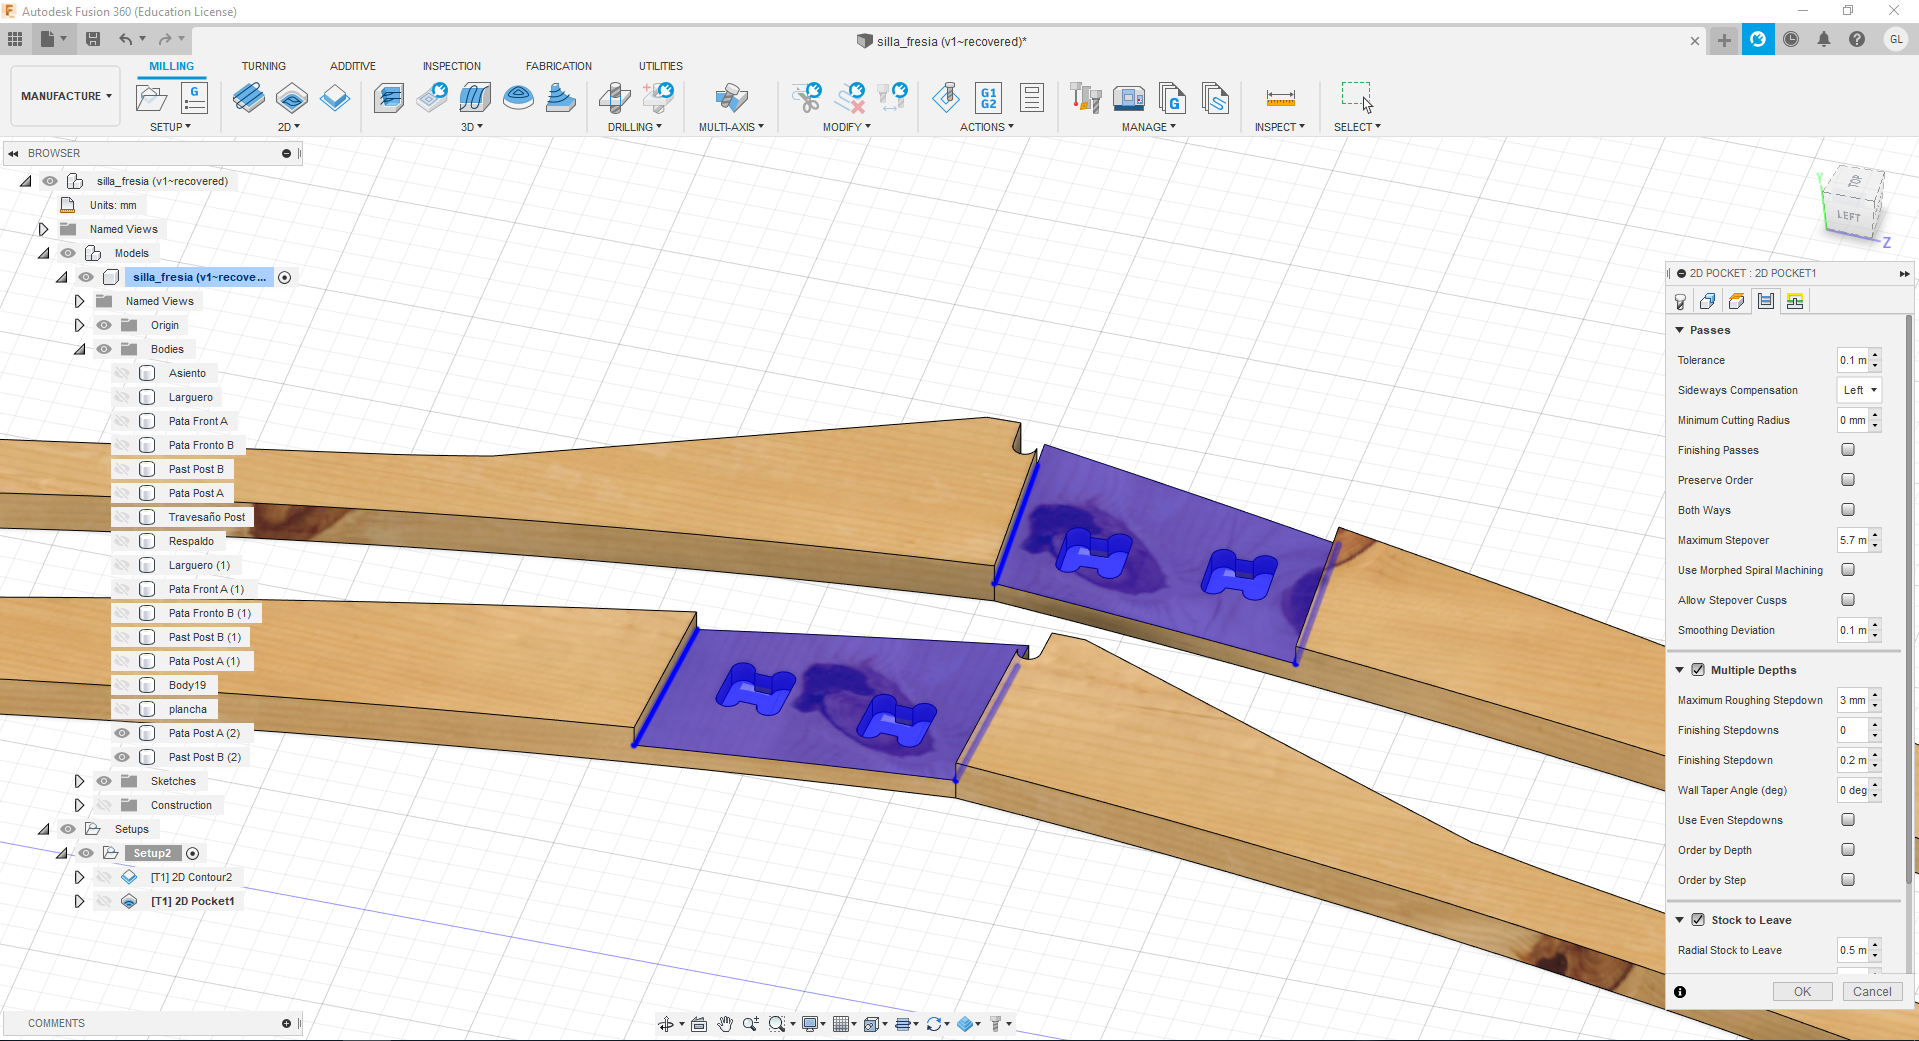 Autodesk Fusion 360 (Education License)
silla_fresia (v1~recovered)*
GL
MANUFACTURE
MILLING
TURNING
ADDITIVE
INSPECTION
FABRICATION
UTILITIES
G
G1
G2
G
SETUP
2D
3D
DRILLING
MULTI-AXIS
MODIFY
ACTIONS
MANAGE
INSPECT
SELECT
BROWSER
silla_fresia (v1~recovered)
Units: mm
Named Views
Models
silla_fresia (v1~recove...
Named Views
Origin
Bodies
Asiento
Larguero
Pata Front A
Pata Fronto B
Past Post B
Pata Post A
Travesaño Post
Respaldo
Larguero (1)
Pata Front A (1)
Pata Fronto B (1)
Past Post B (1)
Pata Post A (1)
Body19
plancha
Pata Post A (2)
Past Post B (2)
Sketches
Construction
Setups
Setup2
[T1] 2D Contour2
[T1] 2D Pocket1
COMMENTS
Y
TOP
LEFT
Z
2D POCKET : 2D POCKET1
Passes
Tolerance 0.1 m
Sideways Compensation Left
Minimum Cutting Radius 0 mm
Finishing Passes
Preserve Order
Both Ways
Maximum Stepover 5.7 m
Use Morphed Spiral Machining
Allow Stepover Cusps
Smoothing Deviation 0.1 m
Multiple Depths
Maximum Roughing Stepdown 3 mm
Finishing Stepdowns 0
Finishing Stepdown 0.2 m
Wall Taper Angle (deg) 0 deg
Use Even Stepdowns
Order by Depth
Order by Step
Stock to Leave
Radial Stock to Leave 0.5 m
OK
Cancel